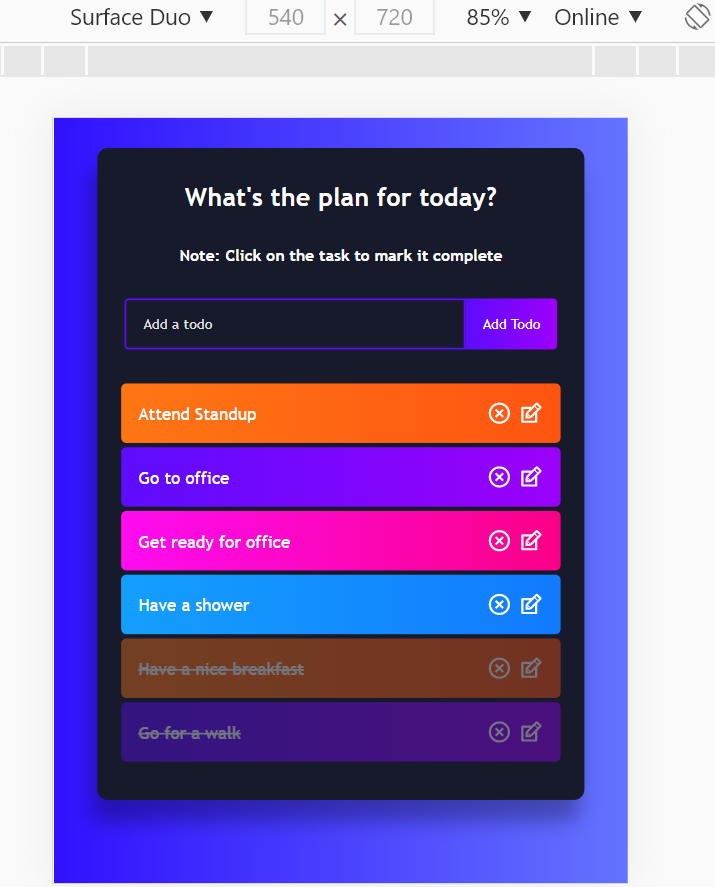 Surface Duo ▼ 540 × 720 85% ▼ Online ▼
What's the plan for today?
Note: Click on the task to mark it complete
Add a todo Add Todo
Attend Standup
Go to office
Get ready for office
Have a shower
Have a nice breakfast
Go for a walk